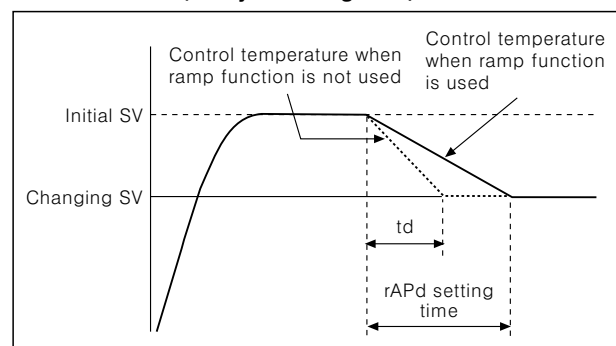 Control temperature when
ramp function is not used
Control temperature
when ramp function
is used
Initial SV
Changing SV
td
rAPd setting
time